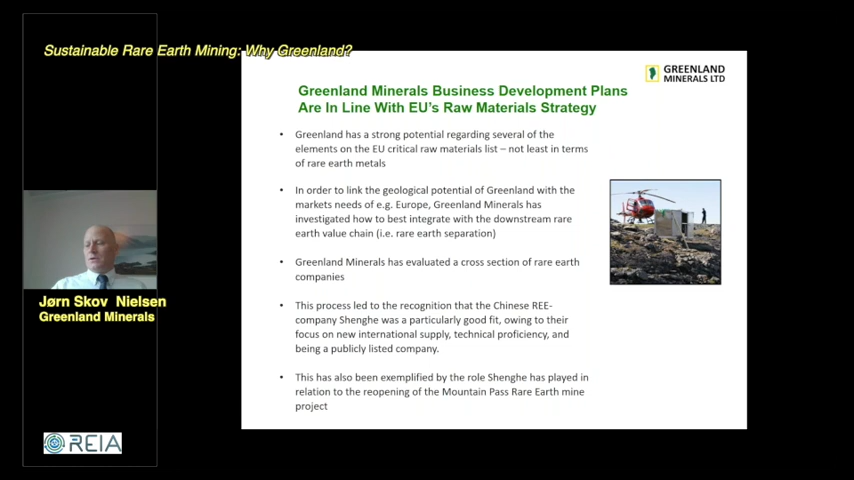 Sustainable Rare Earth Mining: Why Greenland?
GREENLAND
MINERALS LTD
Greenland Minerals Business Development Plans
Are In Line With EU's Raw Materials Strategy
• Greenland has a strong potential regarding several of the
elements on the EU critical raw materials list – not least in terms
of rare earth metals
• In order to link the geological potential of Greenland with the
markets needs of e.g. Europe, Greenland Minerals has
investigated how to best integrate with the downstream rare
earth value chain (i.e. rare earth separation)
• Greenland Minerals has evaluated a cross section of rare earth
companies
• This process led to the recognition that the Chinese REE-
company Shenghe was a particularly good fit, owing to their
focus on new international supply, technical proficiency, and
being a publicly listed company.
• This has also been exemplified by the role Shenghe has played in
relation to the reopening of the Mountain Pass Rare Earth mine
project
Jørn Skov Nielsen
Greenland Minerals
REIA